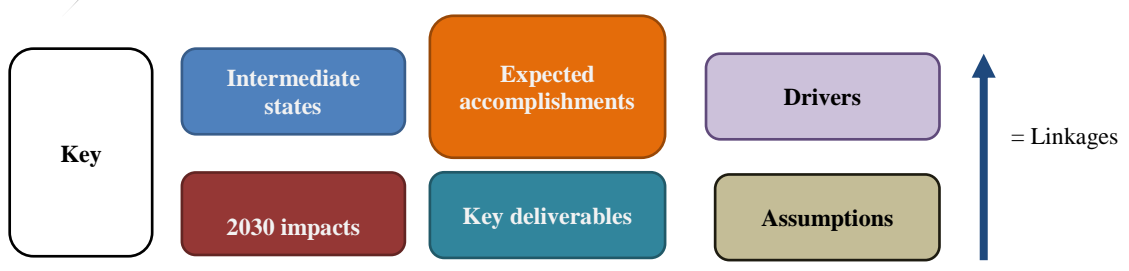 Key
Intermediate
states
Expected
accomplishments
Drivers
= Linkages
2030 impacts
Key deliverables
Assumptions